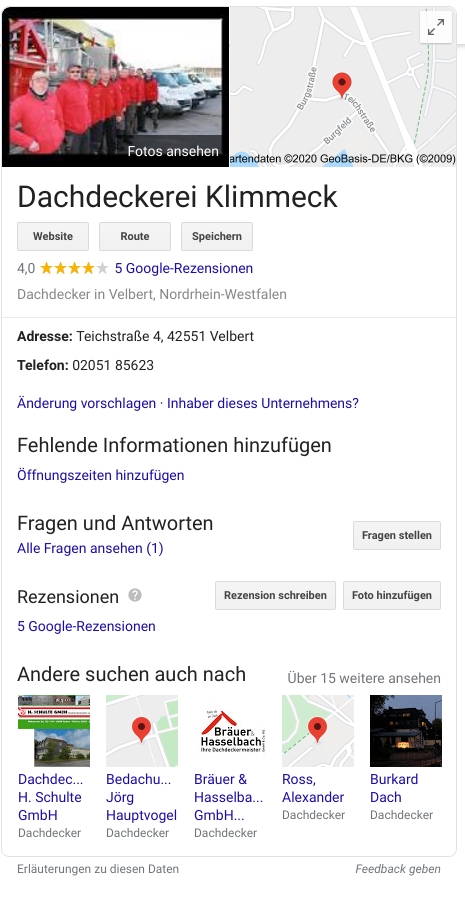 Fotos ansehen
Burgstraße
Teichstraße
Burgfeld
artendaten ©2020 GeoBasis-DE/BKG (©2009)
Dachdeckerei Klimmeck
Website Route Speichern
4,0 5 Google-Rezensionen
Dachdecker in Velbert, Nordrhein-Westfalen
Adresse: Teichstraße 4, 42551 Velbert
Telefon: 02051 85623
Änderung vorschlagen · Inhaber dieses Unternehmens?
Fehlende Informationen hinzufügen
Öffnungszeiten hinzufügen
Fragen und Antworten
Fragen stellen
Alle Fragen ansehen (1)
Rezensionen ? Rezension schreiben Foto hinzufügen
5 Google-Rezensionen
Andere suchen auch nach Über 15 weitere ansehen
H. SCHULTE GMBH
Bräuer &
Hasselbach
Ihre Dachdeckermeister
Dachdec...
H. Schulte
GmbH
Dachdecker
Bedachu...
Jörg
Hauptvogel
Dachdecker
Bräuer &
Hasselba...
GmbH...
Dachdecker
Ross,
Alexander
Dachdecker
Burkard
Dach
Dachdecker
Erläuterungen zu diesen Daten Feedback geben